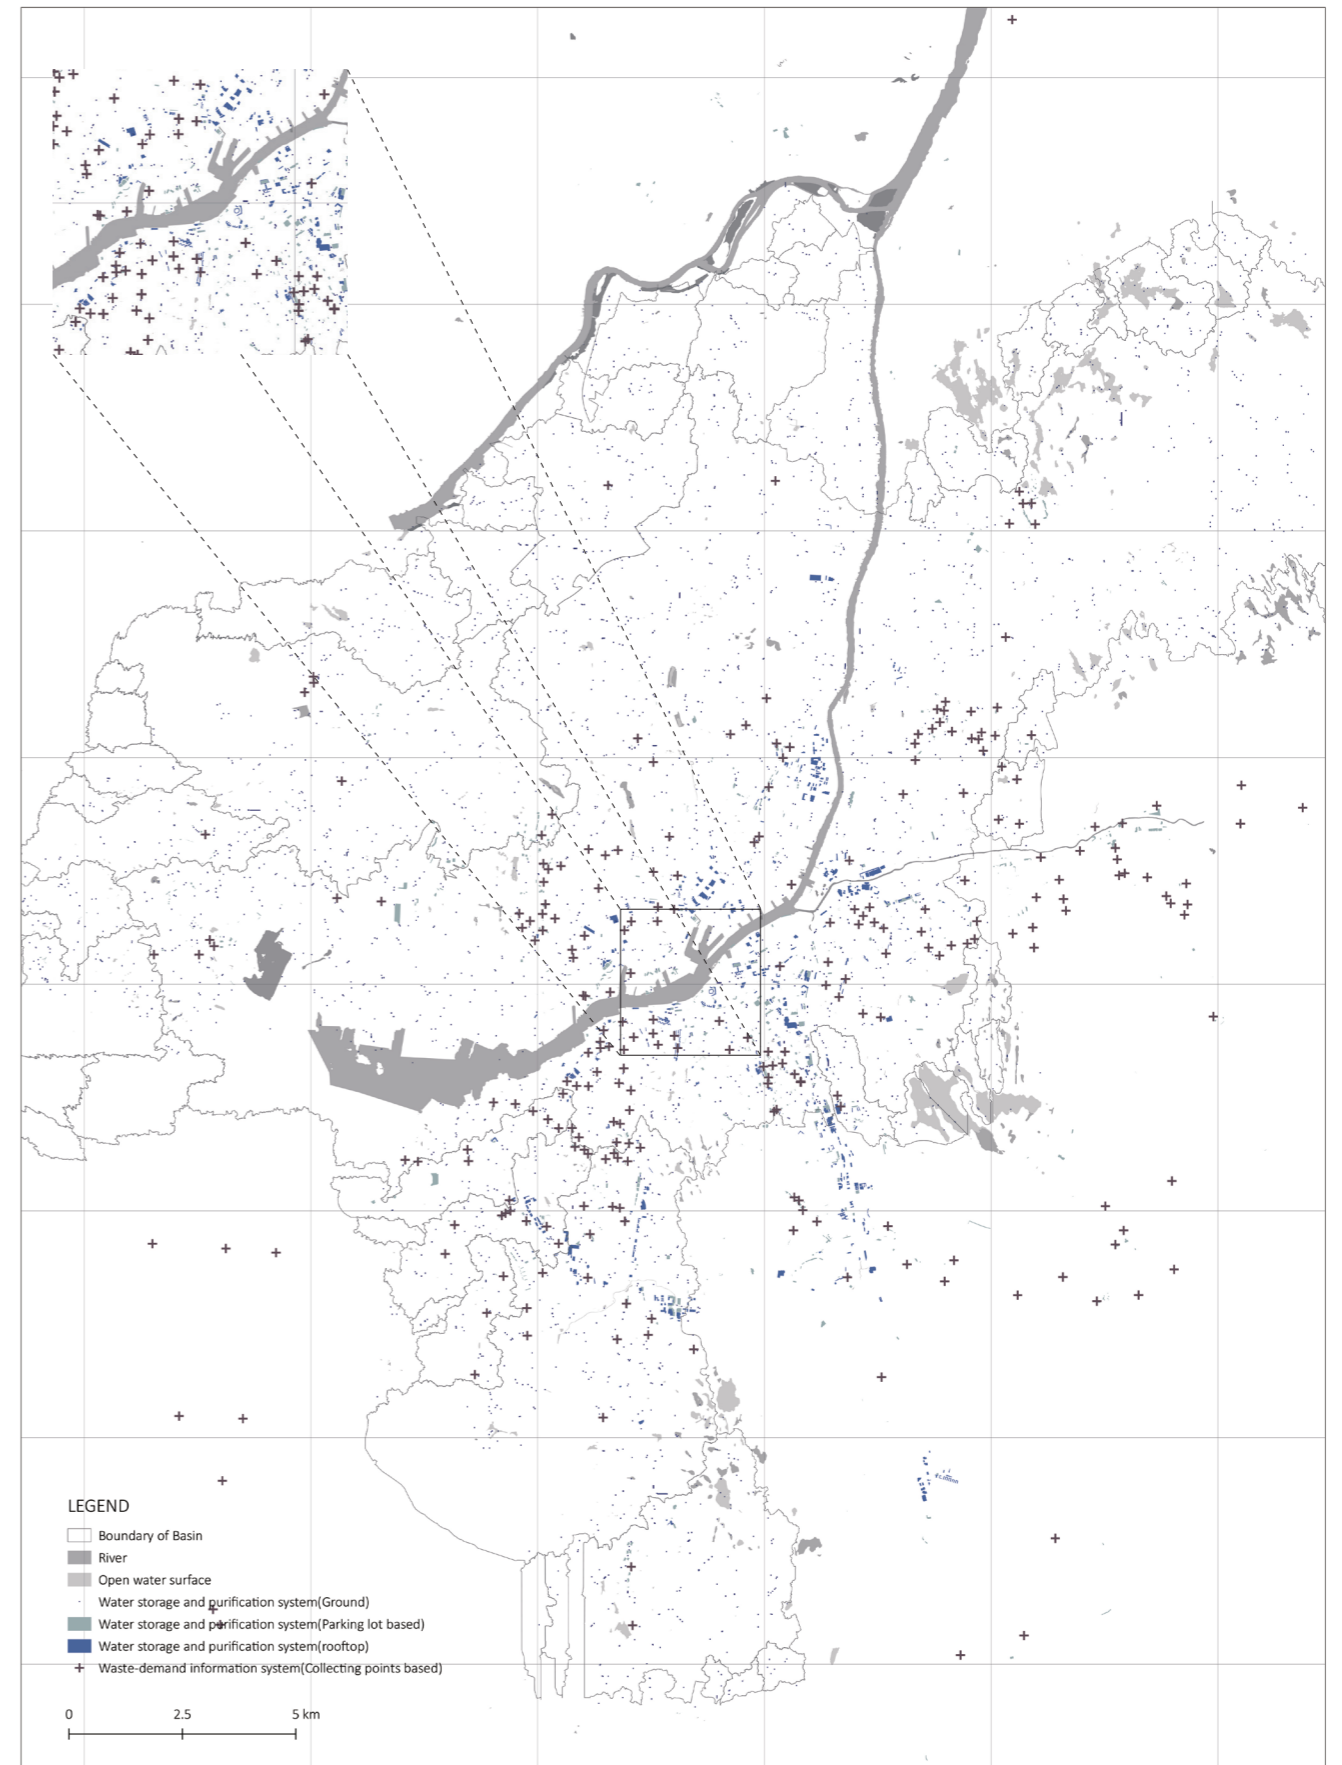 LEGEND
Boundary of Basin
River
Open water surface
Water storage and purification system(Ground)
Water storage and purification system(Parking lot based)
Water storage and purification system(rooftop)
Waste-demand information system(Collecting points based)
0 2.5 5 km